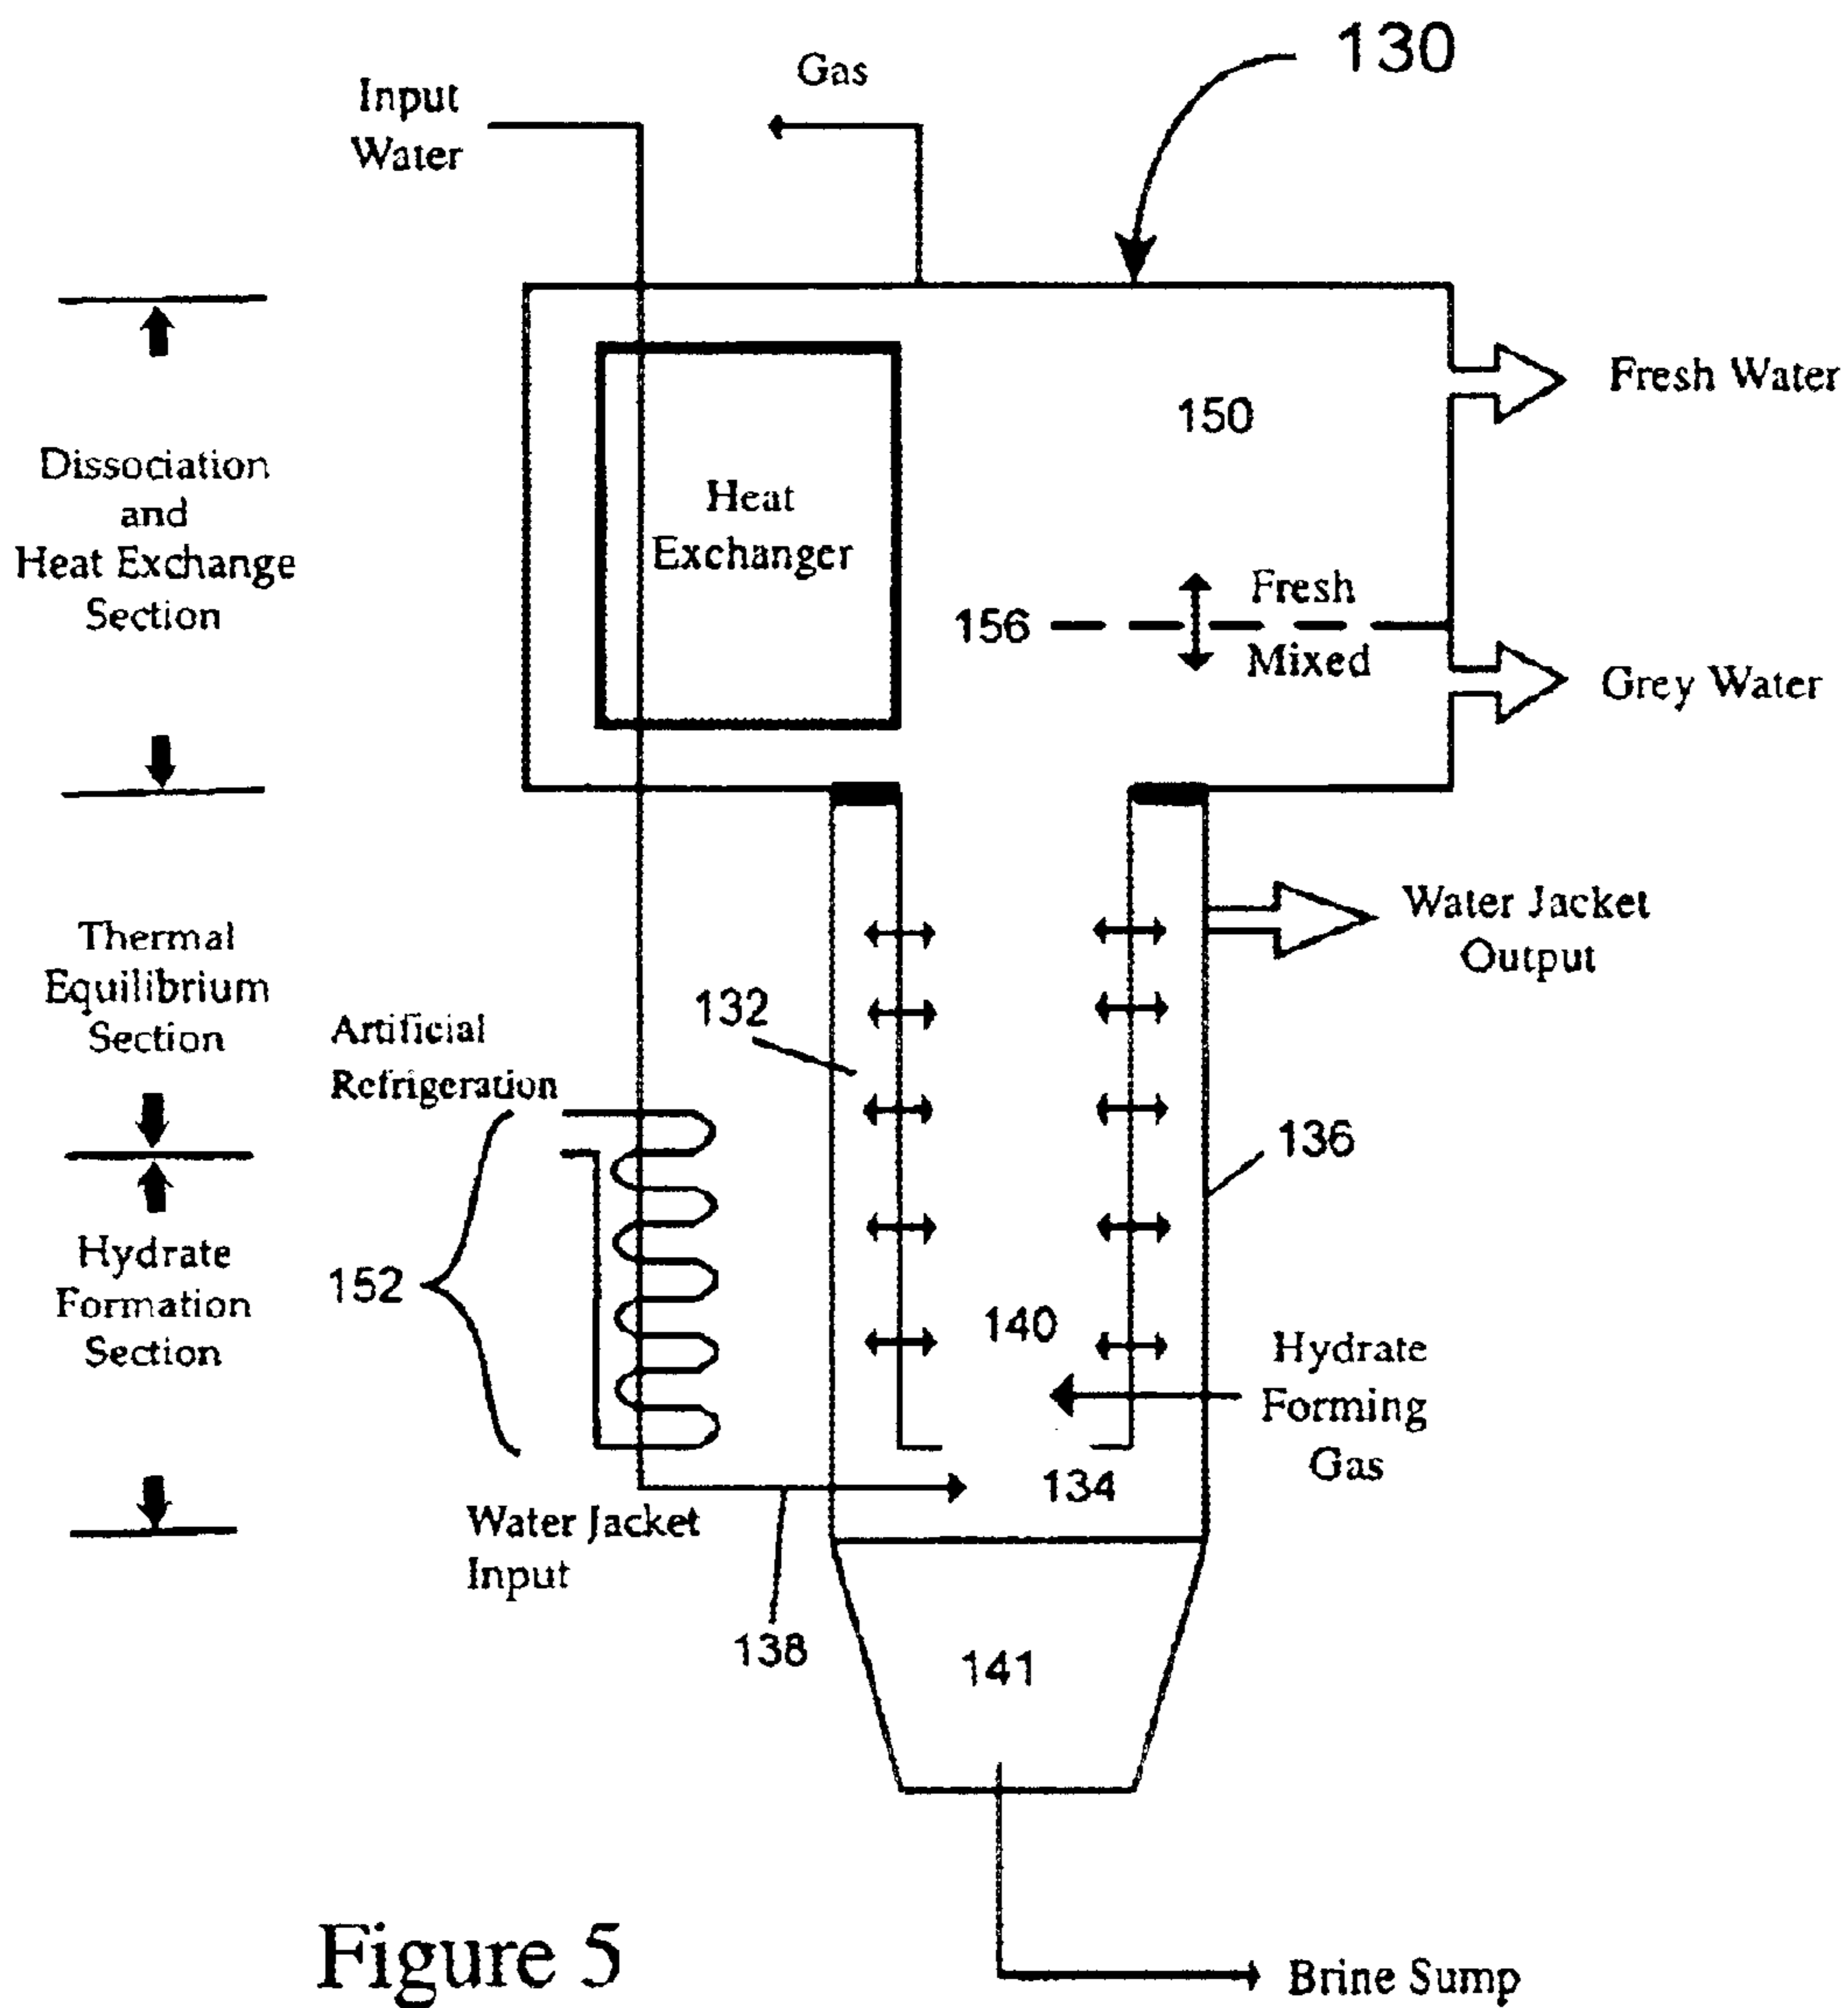 130
Gas
Input
Water
Fresh Water
150
Dissociation
and
Heat Exchange
Section
Heat
Exchanger
Fresh
156
Mixed
Grey Water
Water Jacket
Output
Thermal
Equilibrium
Section
132
Artificial
Refrigeration
136
Hydrate
Formation
Section
152
140
Hydrate
Forming
Gas
134
Water Jacket
Input
138
141
Figure 5
Brine Sump